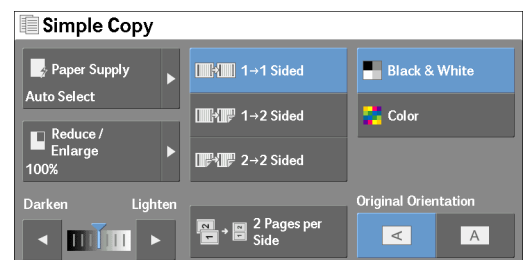 Simple Copy
Paper Supply
Auto Select
Reduce /
Enlarge
100%
Darken Lighten
1→1 Sided
1→2 Sided
2→2 Sided
2 Pages per
Side
Black & White
Color
Original Orientation
A A